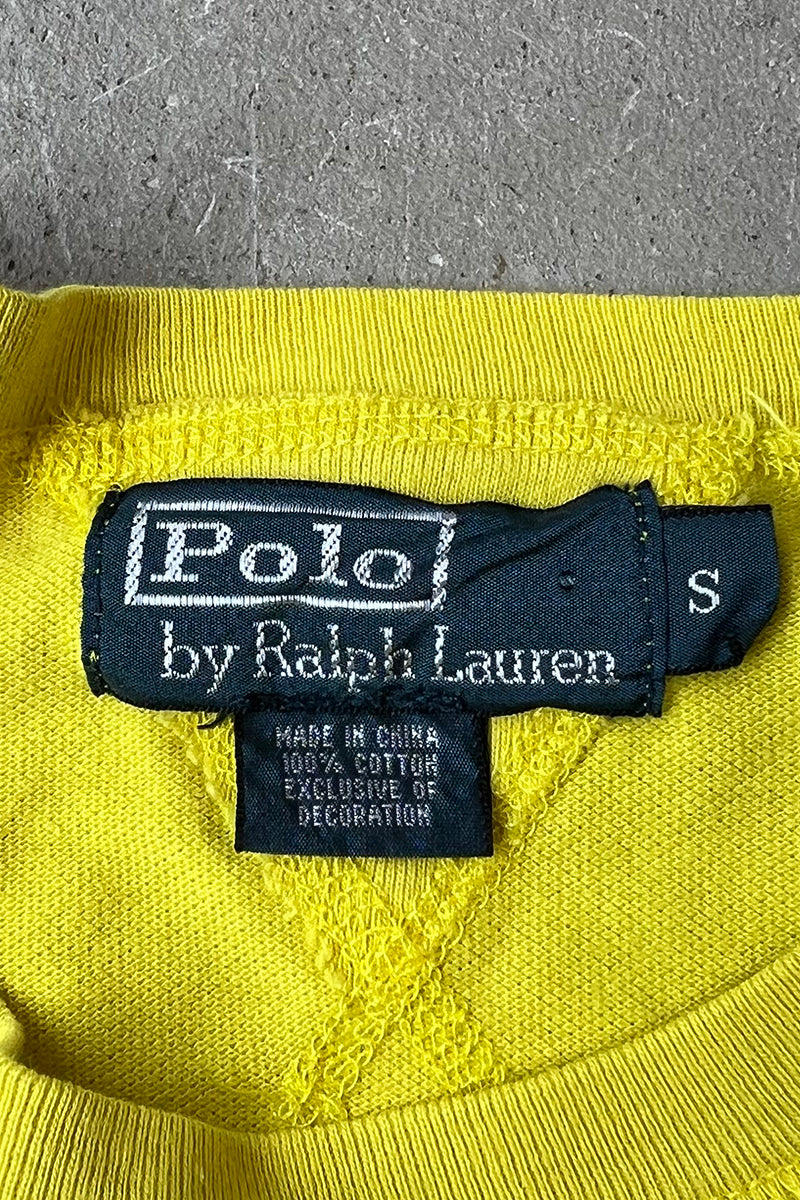 Polo
by Ralph Lauren
S
MADE IN CHINA
100% COTTON
EXCLUSIVE OF
DECORATION